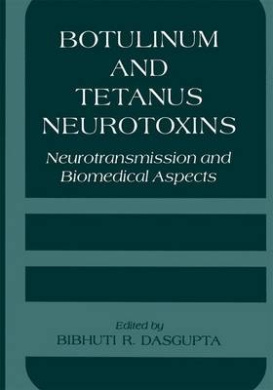 BOTULINUM
AND
TETANUS
NEUROTOXINS
Neurotransmission and
Biomedical Aspects
Edited by
BIBHUTI R. DASGUPTA